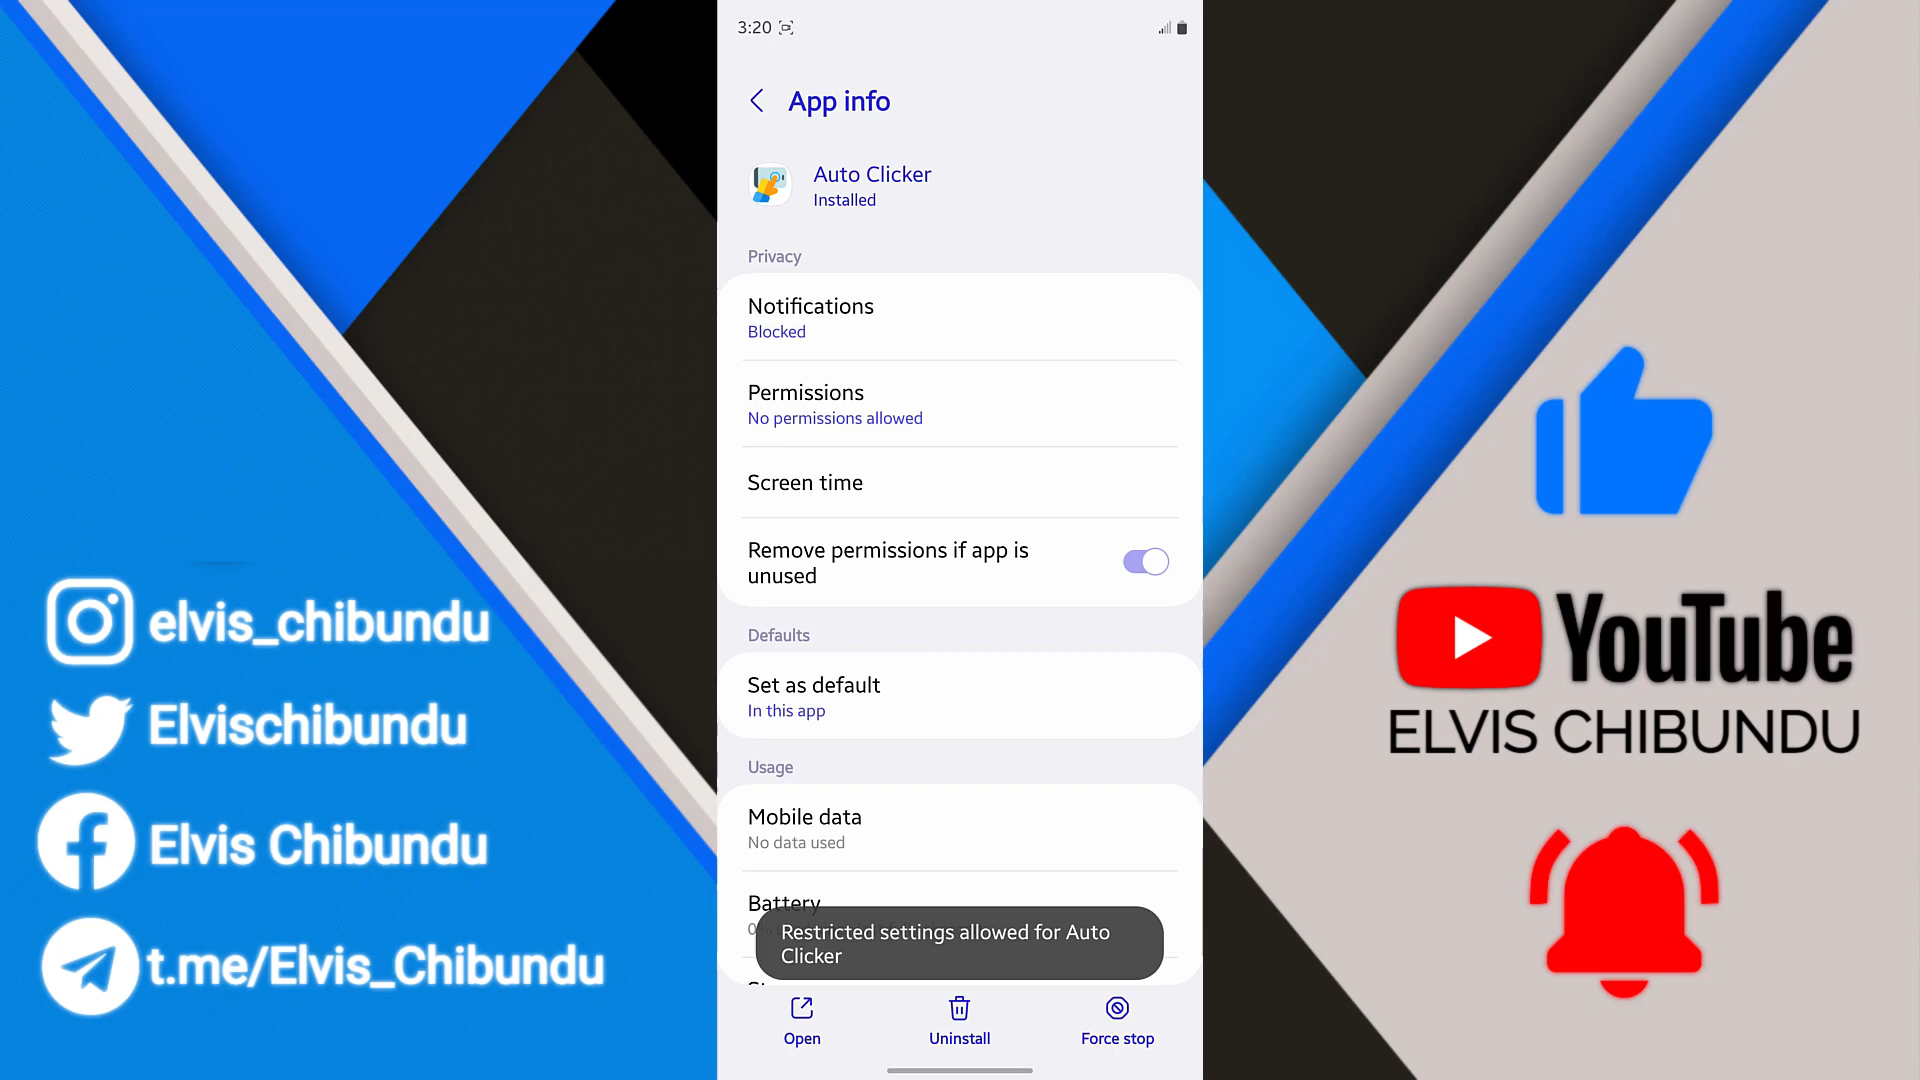 3:20
App info
Auto Clicker
Installed
Privacy
Notifications
Blocked
Permissions
No permissions allowed
Screen time
Remove permissions if app is
unused
Defaults
Set as default
In this app
Usage
Mobile data
No data used
Battery
Restricted settings allowed for Auto
Clicker
Open
Uninstall
Force stop
elvis_chibundu
Elvischibundu
Elvis Chibundu
t.me/Elvis_Chibundu
YouTube
ELVIS CHIBUNDU